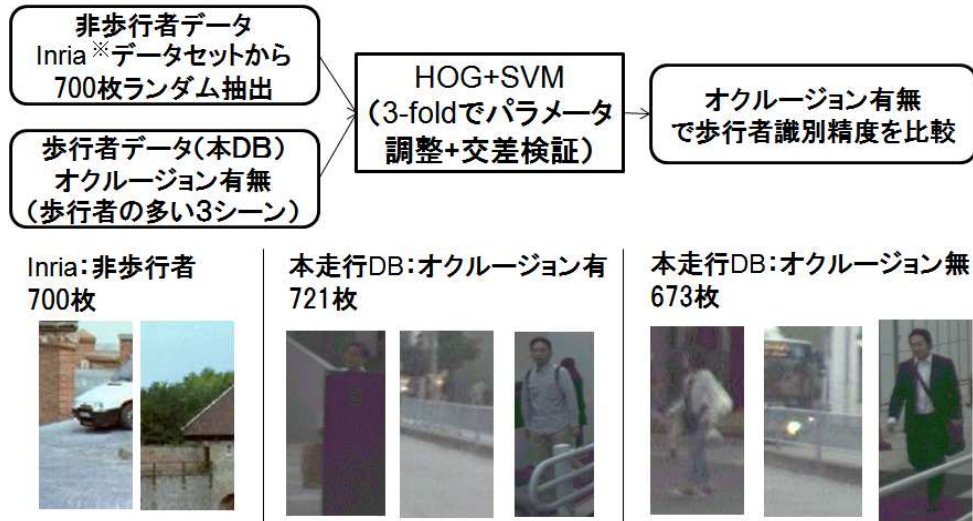 非歩行者データ
Inria※データセットから
700枚ランダム抽出
歩行者データ(本DB)
オクルージョン有無
(歩行者の多い3シーン)
HOG+SVM
(3-foldでパラメータ
調整+交差検証)
オクルージョン有無
で歩行者識別精度を比較
Inria:非歩行者
700枚
本走行DB:オクルージョン有
721枚
本走行DB:オクルージョン無
673枚